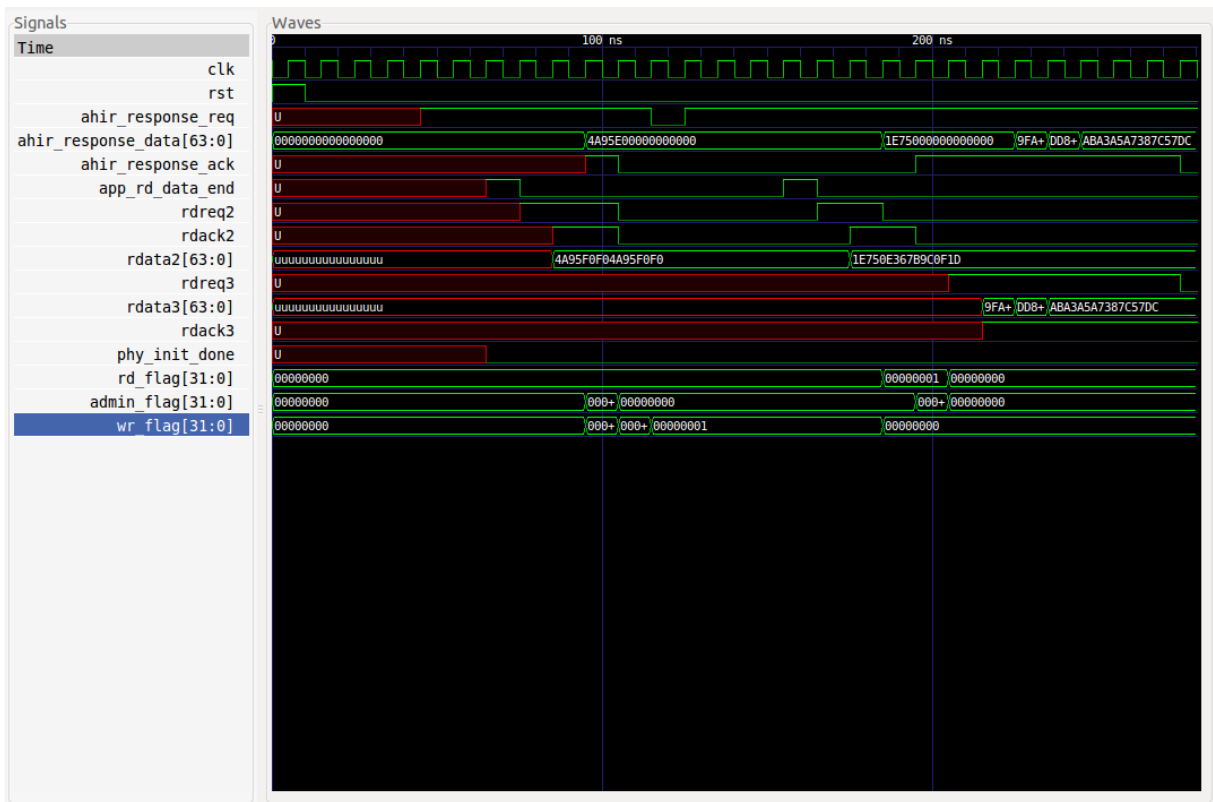 Signals
Waves
Time
0 100 ns 200 ns
clk
rst
ahir_response_req U
ahir_response_data[63:0] 0000000000000000 4A95E00000000000 1E75000000000000 9FA+ DD8+ ABA3A5A7387C57DC
ahir_response_ack U
app_rd_data_end U
rdreq2 U
rdack2 U
rdata2[63:0] uuuuuuuuuuuuuuuu 4A95F0F04A95F0F0 1E750E367B9C0F1D
rdreq3 U
rdata3[63:0] uuuuuuuuuuuuuuuu 9FA+ DD8+ ABA3A5A7387C57DC
rdack3 U
phy_init_done U
rd_flag[31:0] 00000000 00000001 00000000
admin_flag[31:0] 00000000 000+ 00000000 000+ 00000000
wr_flag[31:0] 00000000 000+ 000+ 00000001 00000000